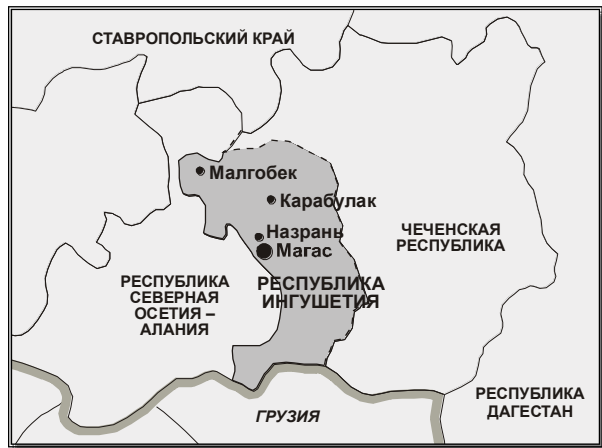 СТАВРОПОЛЬСКИЙ КРАЙ
Малгобек
Карабулак
Назрань
Магас
ЧЕЧЕНСКАЯ
РЕСПУБЛИКА
РЕСПУБЛИКА
СЕВЕРНАЯ
ОСЕТИЯ –
АЛАНИЯ
РЕСПУБЛИКА
ИНГУШЕТИЯ
РЕСПУБЛИКА
ДАГЕСТАН
ГРУЗИЯ